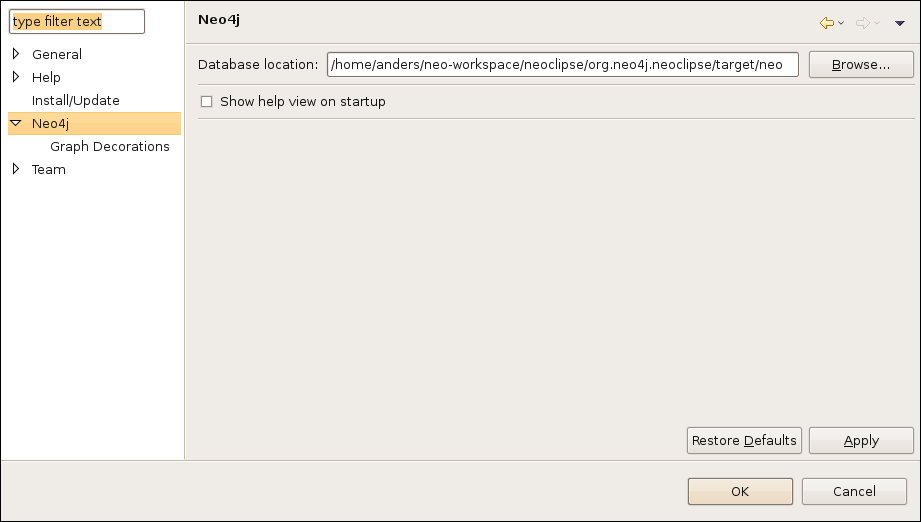 type filter text
General
Help
Install/Update
Neo4j
Graph Decorations
Team
Neo4j
Database location: /home/anders/neo-workspace/neoclipse/org.neo4j.neoclipse/target/neo Browse...
Show help view on startup
Restore Defaults Apply
OK Cancel